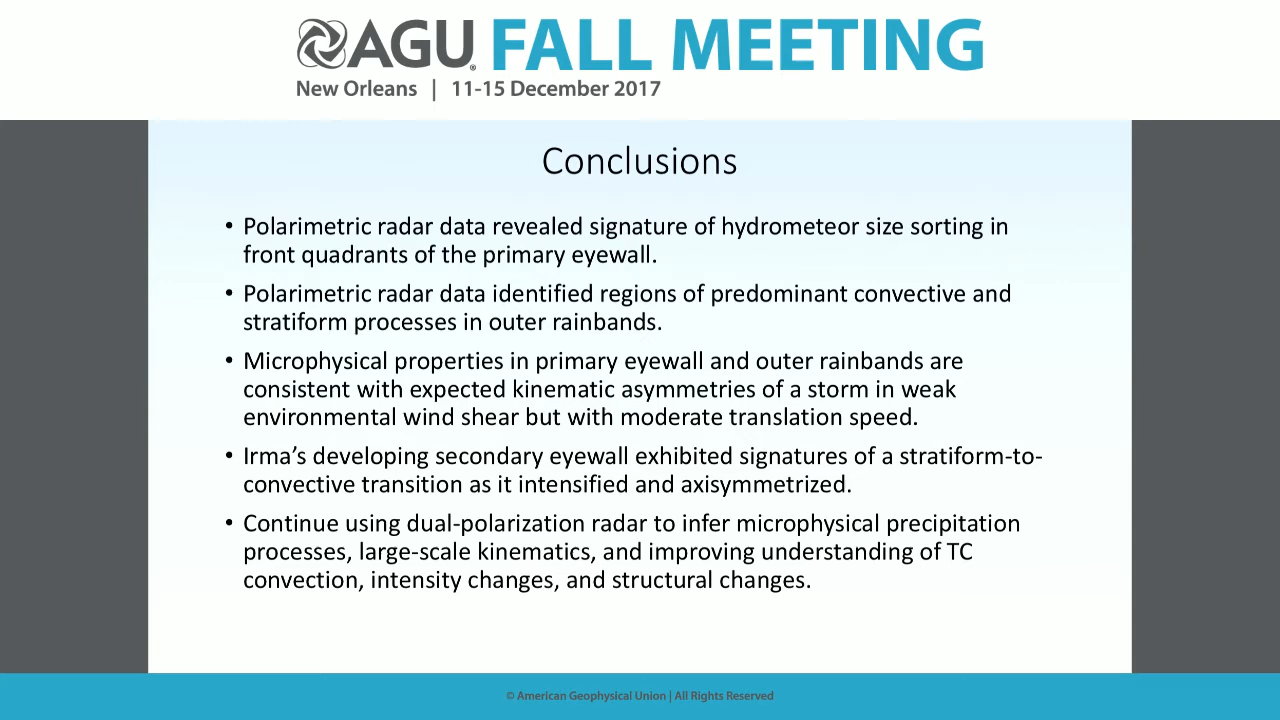 AGU FALL MEETING
New Orleans | 11-15 December 2017
Conclusions
• Polarimetric radar data revealed signature of hydrometeor size sorting in
front quadrants of the primary eyewall.
• Polarimetric radar data identified regions of predominant convective and
stratiform processes in outer rainbands.
• Microphysical properties in primary eyewall and outer rainbands are
consistent with expected kinematic asymmetries of a storm in weak
environmental wind shear but with moderate translation speed.
• Irma’s developing secondary eyewall exhibited signatures of a stratiform-to-
convective transition as it intensified and axisymmetrized.
• Continue using dual-polarization radar to infer microphysical precipitation
processes, large-scale kinematics, and improving understanding of TC
convection, intensity changes, and structural changes.
© American Geophysical Union | All Rights Reserved